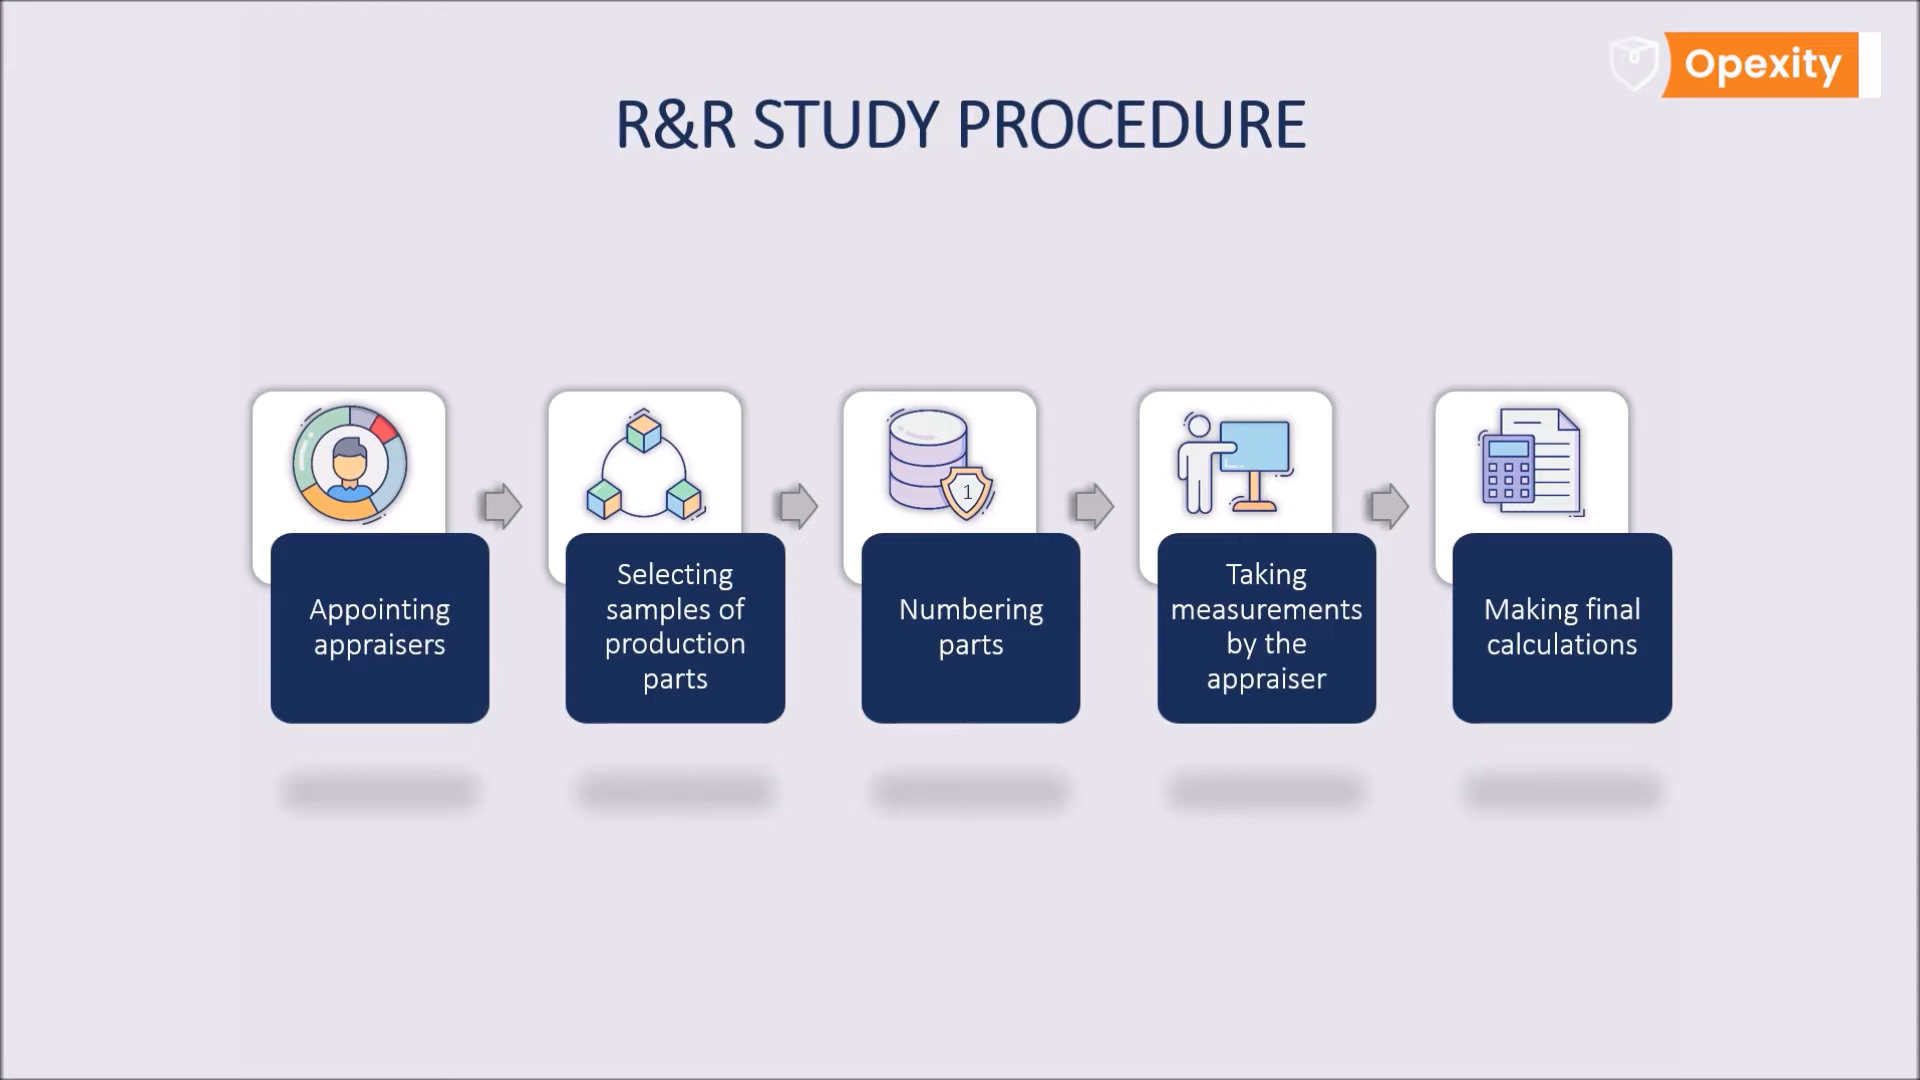 Opexity
R&R STUDY PROCEDURE
1
Appointing
appraisers
Selecting
samples of
production
parts
Numbering
parts
Taking
measurements
by the
appraiser
Making final
calculations